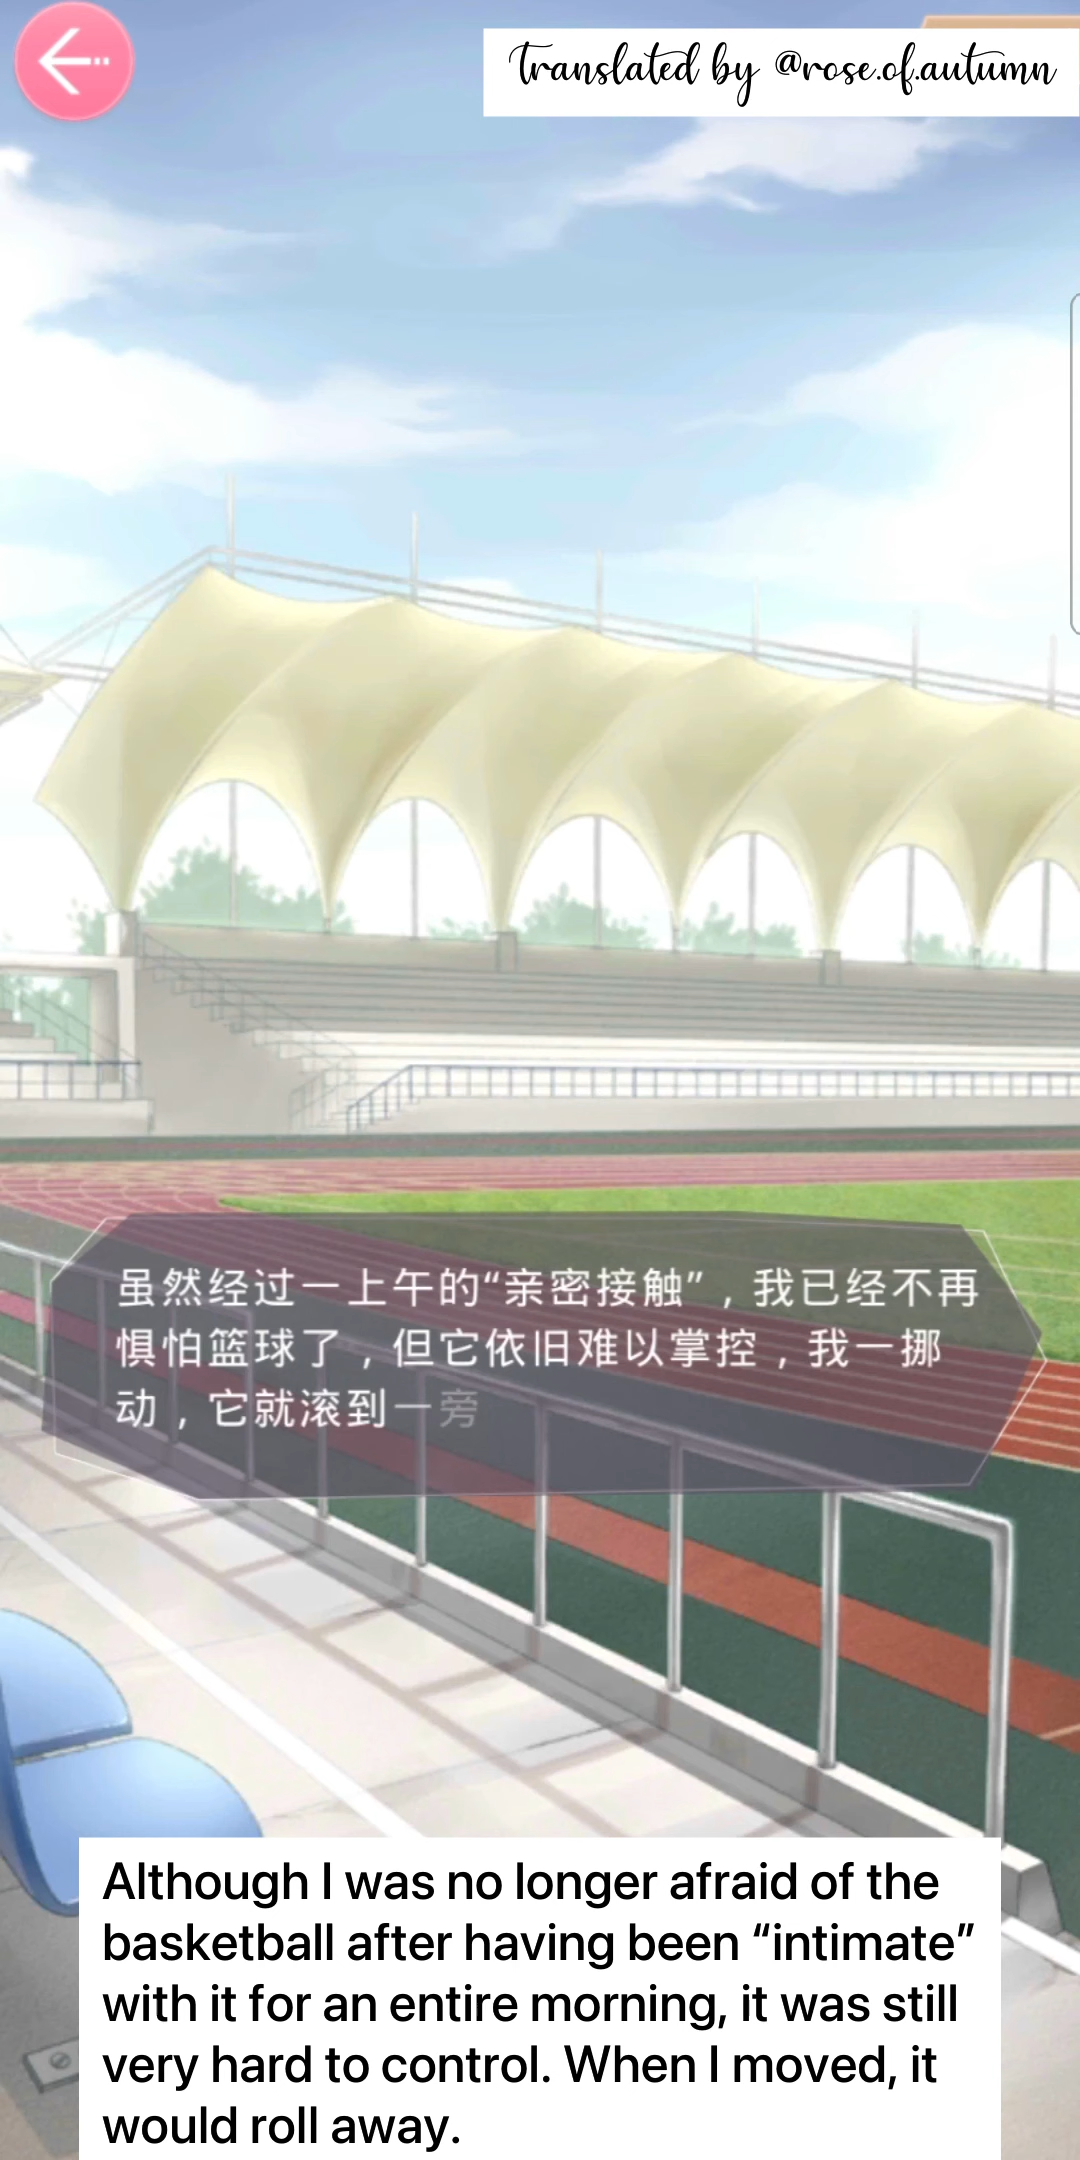 Translated by @rose.of.autumn
虽然经过一上午的“亲密接触”，我已经不再
惧怕篮球了，但它依旧难以掌控，我一挪
动，它就滚到一旁
Although I was no longer afraid of the
basketball after having been “intimate”
with it for an entire morning, it was still
very hard to control. When I moved, it
would roll away.